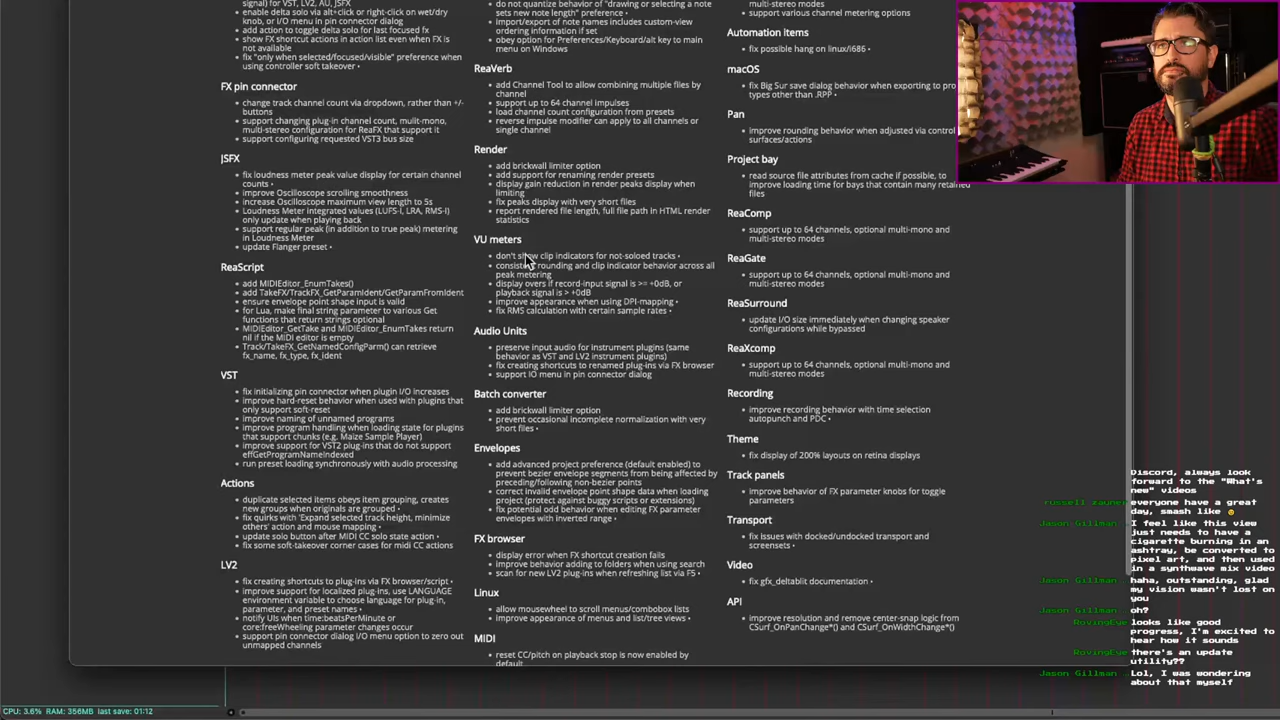 signal) for VST, LV2, AU, JSFX
enable delta solo via alt+click or right-click on wet/dry
knob, or I/O menu in pin connector dialog
add action to toggle delta solo for last focused fx
show FX shortcut actions in action list even when FX is
not available
fix "only when selected/focused/visible" preference when
using controller soft takeover •
FX pin connector
change track channel count via dropdown, rather than +/-
buttons
support changing plug-in channel count, mulit-mono,
multi-stereo configuration for ReaFX that support it
support configuring requested VST3 bus size
JSFX
fix loudness meter peak value display for certain channel
counts •
improve Oscilloscope scrolling smoothness
increase Oscilloscope maximum view length to 5s
Loudness Meter integrated values (LUFS-I, LRA, RMS-I)
only update when playing back
support regular peak (in addition to true peak) metering
in Loudness Meter
update Flanger preset •
ReaScript
add MIDIEditor_EnumTakes()
add TakeFX/TrackFX_GetParamIdent/GetParamFromIdent
ensure envelope point shape input is valid
for Lua, make final string parameter to various Get
functions that return strings optional
MIDIEditor_GetTake and MIDIEditor_EnumTakes return
nil if the MIDI editor is empty
Track/TakeFX_GetNamedConfigParm() can retrieve
fx_name, fx_type, fx_ident
VST
fix initializing pin connector when plugin I/O increases
improve hard-reset behavior when used with plugins that
only support soft-reset
improve naming of unnamed programs
improve program handling when loading state for plugins
that support chunks (e.g. Maize Sample Player)
improve support for VST2 plug-ins that do not support
effGetProgramNameIndexed
run preset loading synchronously with audio processing
Actions
duplicate selected items obeys item grouping, creates
new groups when originals are grouped •
fix quirks with 'Expand selected track height, minimize
others' action and mouse mapping •
update solo button after MIDI CC solo state action •
fix some soft-takeover corner cases for midi CC actions
LV2
fix creating shortcuts to plug-ins via FX browser/script •
improve support for localized plug-ins, use LANGUAGE
environment variable to choose language for plug-in,
parameter, and preset names •
notify UIs when time:beatsPerMinute or
core:freeWheeling parameter changes occur
support pin connector dialog I/O menu option to zero out
unmapped channels
do not quantize behavior of "drawing or selecting a note
sets new note length" preference •
import/export of note names includes custom-view
ordering information if set
obey option for Preferences/Keyboard/alt key to main
menu on Windows
ReaVerb
add Channel Tool to allow combining multiple files by
channel
support up to 64 channel impulses
load channel count configuration from presets
reverse impulse modifier can apply to all channels or
single channel
Render
add brickwall limiter option
add support for renaming render presets
display gain reduction in render peaks display when
limiting
fix peaks display with very short files
report rendered file length, full file path in HTML render
statistics
VU meters
don't show clip indicators for not-soloed tracks •
consistent rounding and clip indicator behavior across all
peak metering
display overs if record-input signal is >= +0dB, or
playback signal is > +0dB
improve appearance when using DPI-mapping •
fix RMS calculation with certain sample rates •
Audio Units
preserve input audio for instrument plugins (same
behavior as VST and LV2 instrument plugins)
fix creating shortcuts to renamed plug-ins via FX browser
support IO menu in pin connector dialog
Batch converter
add brickwall limiter option
prevent occasional incomplete normalization with very
short files •
Envelopes
add advanced project preference (default enabled) to
prevent bezier envelope segments from being affected by
preceding/following non-bezier points
correct invalid envelope point shape data when loading
project (protect against buggy scripts or extensions)
fix potential odd behavior when editing FX parameter
envelopes with inverted range •
FX browser
display error when FX shortcut creation fails
improve behavior adding to folders when using search
scan for new LV2 plug-ins when refreshing list via F5 •
Linux
allow mousewheel to scroll menus/combobox lists
improve appearance of menus and list/tree views •
MIDI
reset CC/pitch on playback stop is now enabled by
default
multi-stereo modes
support various channel metering options
Automation items
fix possible hang on linux/i686 •
macOS
fix Big Sur save dialog behavior when exporting to pro
types other than .RPP •
Pan
improve rounding behavior when adjusted via control
surfaces/actions
Project bay
read source file attributes from cache if possible, to
improve loading time for bays that contain many retained
files
ReaComp
support up to 64 channels, optional multi-mono and
multi-stereo modes
ReaGate
support up to 64 channels, optional multi-mono and
multi-stereo modes
ReaSurround
update I/O size immediately when changing speaker
configurations while bypassed
ReaXcomp
support up to 64 channels, optional multi-mono and
multi-stereo modes
Recording
improve recording behavior with time selection
autopunch and PDC •
Theme
fix display of 200% layouts on retina displays
Track panels
improve behavior of FX parameter knobs for toggle
parameters
Transport
fix issues with docked/undocked transport and
screensets •
Video
fix gfx_deltablit documentation •
API
improve resolution and remove center-snap logic from
CSurf_OnPanChange*() and CSurf_OnWidthChange*()
Discord, always look
forward to the "What's
new" videos
everyone have a great
day, smash like
Jason Gillman I feel like this view
just needs to have a
cigarette burning in an
ashtray, be converted to
pixel art, and then used
in a synthwave mix video
Jason Gillman haha, outstanding, glad
my vision wasn't lost on
you
Jason Gillman oh?
RovingEye looks like good
progress, I'm excited to
hear how it sounds
RovingEye there's an update
utility??
Jason Gillman Lol, I was wondering
about that myself
CPU: 3.6% RAM: 356MB last save: 01:12